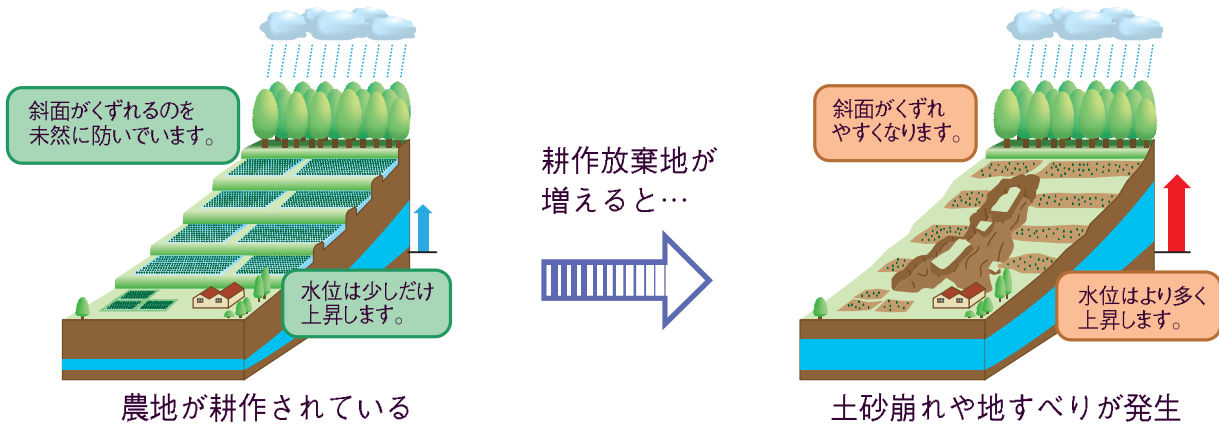 斜面がくずれるのを
未然に防いでいます。
水位は少しだけ
上昇します。
農地が耕作されている
耕作放棄地が
増えると…
斜面がくずれ
やすくなります。
水位はより多く
上昇します。
土砂崩れや地すべりが発生